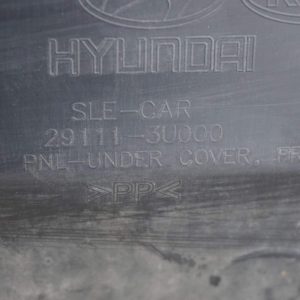 HYUNDAI
SLE-CAR
29111-3U000
PNL-UNDER COVER,
>PP<